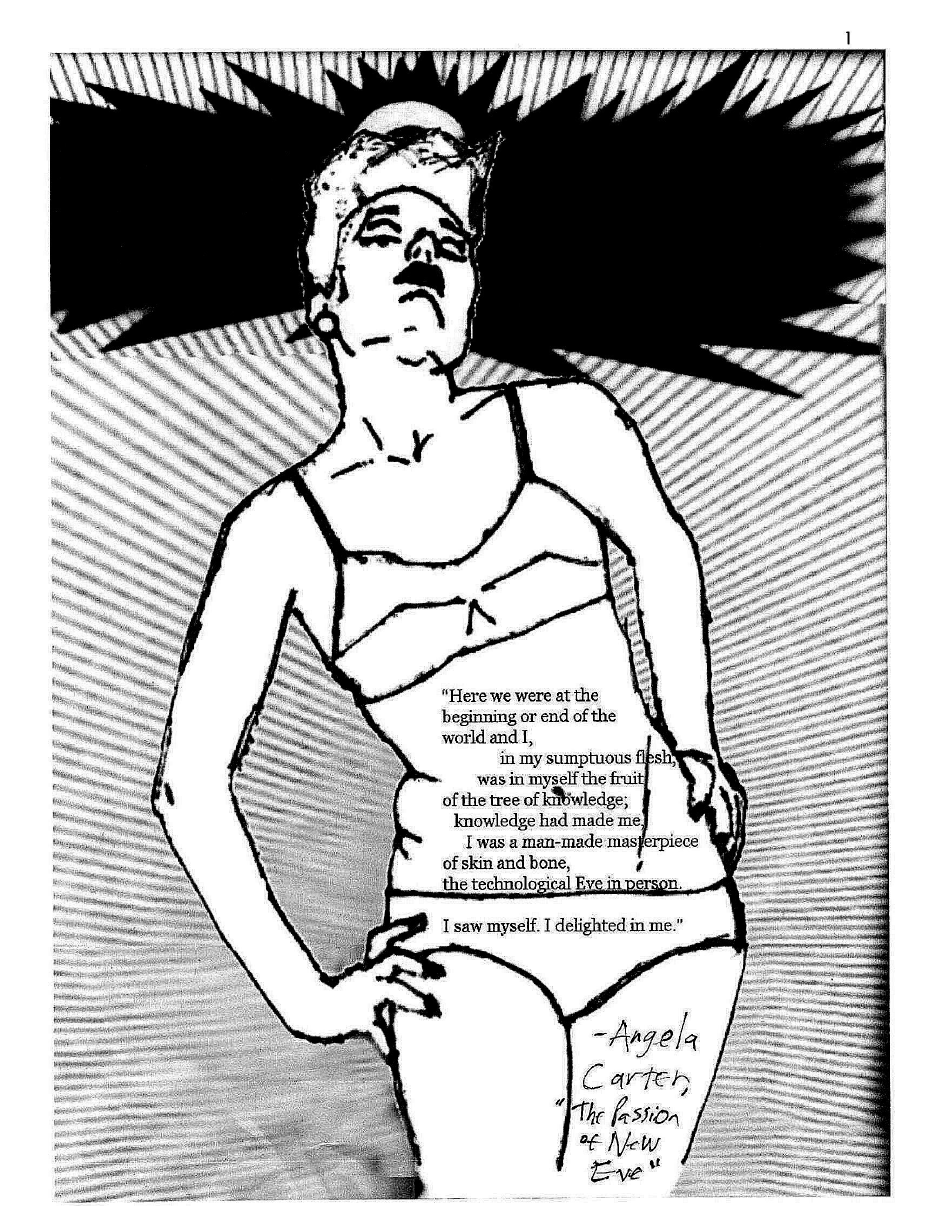 1
"Here we were at the
beginning or end of the
world and I,
in my sumptuous flesh,
was in myself the fruit
of the tree of knowledge;
knowledge had made me.
I was a man-made masterpiece
of skin and bone,
the technological Eve in person.
I saw myself. I delighted in me."
-Angela
Carter,
"The Passion
of New
Eve"